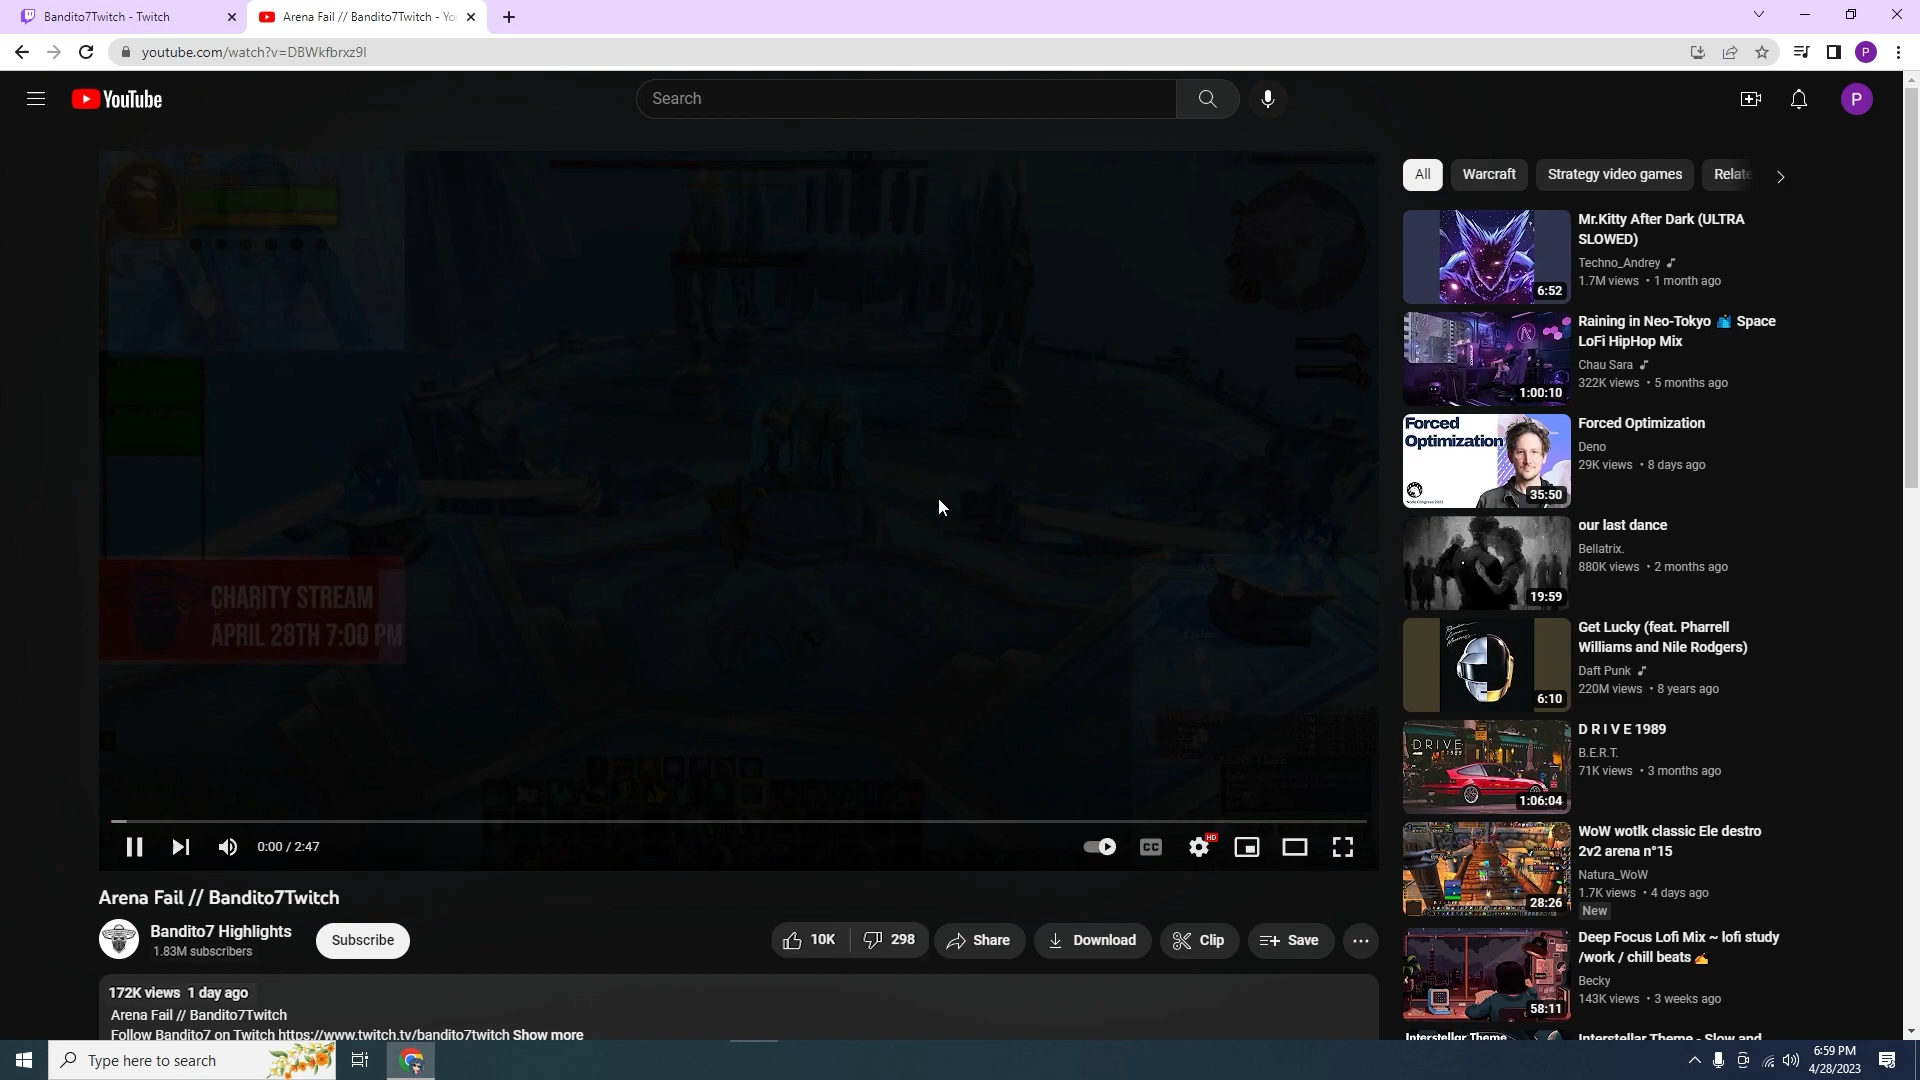 Bandito7Twitch - Twitch
Arena Fail // Bandito7Twitch - Yo
youtube.com/watch?v=DBWkfbrxz9I
P
YouTube
Search
P
All
Warcraft
Strategy video games
Relate
CHARITY STREAM
APRIL 28TH 7:00 PM
0:00 / 2:47
CC
HD
Arena Fail // Bandito7Twitch
Bandito7 Highlights
1.83M subscribers
Subscribe
10K
298
Share
Download
Clip
Save
172K views 1 day ago
Arena Fail // Bandito7Twitch
Follow Bandito7 on Twitch https://www.twitch.tv/bandito7twitch Show more
Mr.Kitty After Dark (ULTRA
SLOWED)
Techno_Andrey
1.7M views • 1 month ago
6:52
Raining in Neo-Tokyo 🏙️ Space
LoFi HipHop Mix
Chau Sara
322K views • 5 months ago
1:00:10
Forced
Optimization
35:50
Forced Optimization
Deno
29K views • 8 days ago
our last dance
Bellatrix.
880K views • 2 months ago
19:59
Get Lucky (feat. Pharrell
Williams and Nile Rodgers)
Daft Punk
220M views • 8 years ago
6:10
DRIVE
D R I V E 1989
B.E.R.T.
71K views • 3 months ago
1:06:04
WoW wotlk classic Ele destro
2v2 arena n°15
Natura_WoW
1.7K views • 4 days ago
New
28:26
Deep Focus Lofi Mix ~ lofi study
/work / chill beats ✍️
Becky
143K views • 3 weeks ago
58:11
Interstellar Theme
Interstellar Theme - Slow and
Type here to search
6:59 PM
4/28/2023